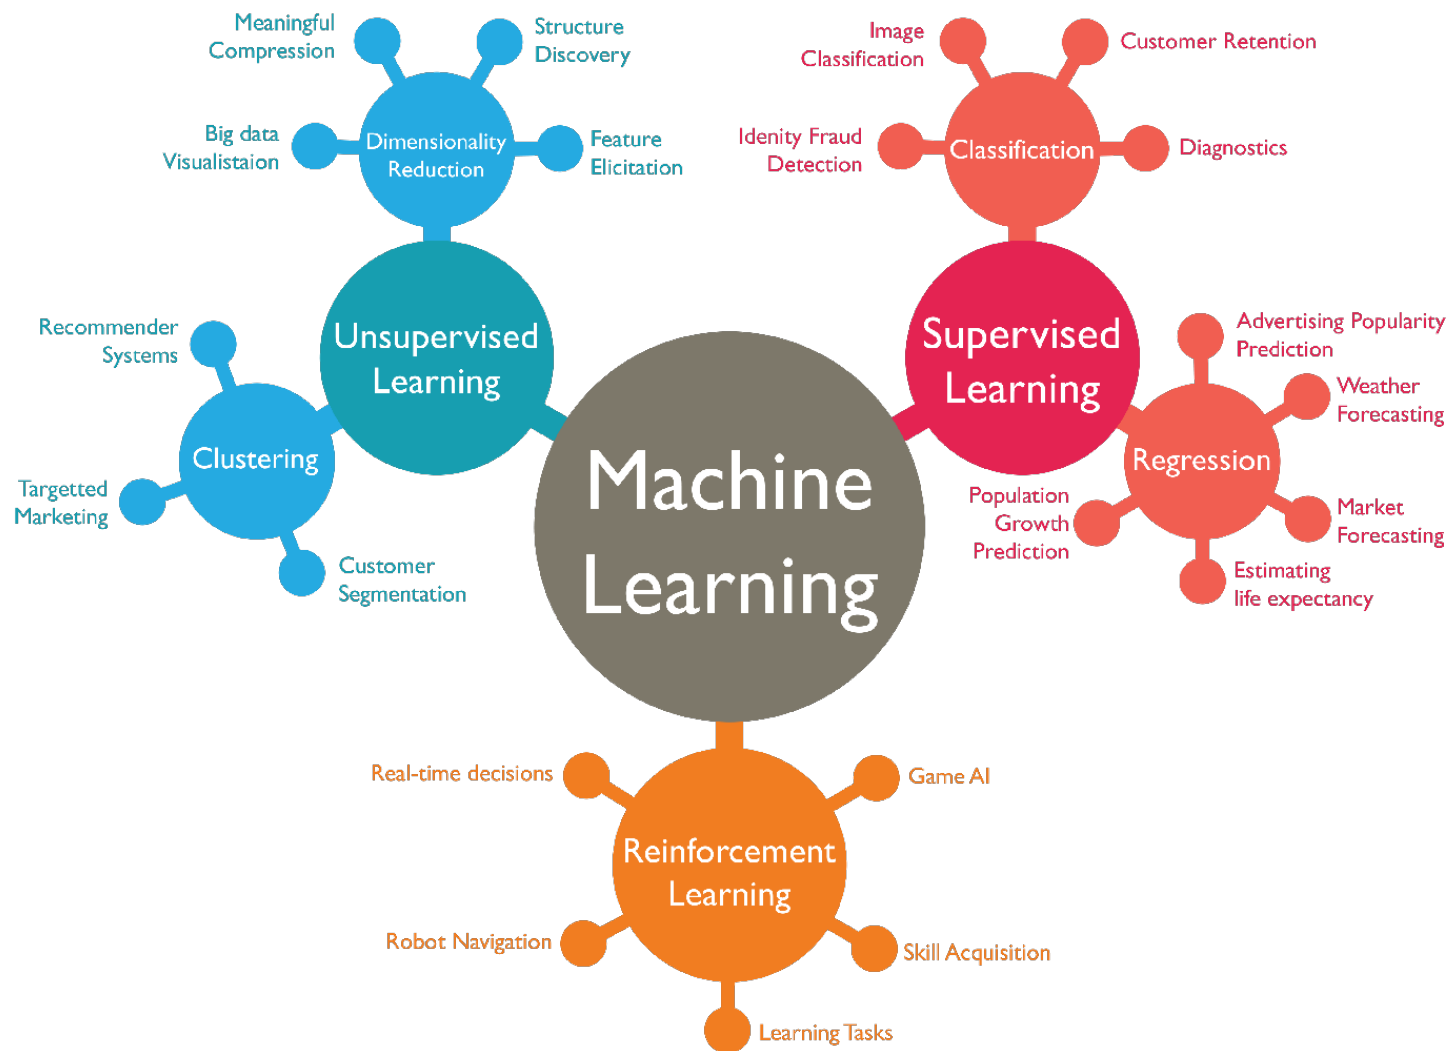 Meaningful
Compression
Structure
Discovery
Big data
Visualistaion
Dimensionality
Reduction
Feature
Elicitation
Image
Classification
Customer Retention
Idenity Fraud
Detection
Classification
Diagnostics
Unsupervised
Learning
Recommender
Systems
Clustering
Targetted
Marketing
Customer
Segmentation
Supervised
Learning
Advertising Popularity
Prediction
Weather
Forecasting
Regression
Population
Growth
Prediction
Market
Forecasting
Estimating
life expectancy
Machine
Learning
Real-time decisions
Game AI
Reinforcement
Learning
Robot Navigation
Skill Acquisition
Learning Tasks